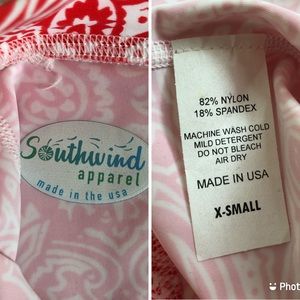 Southwind
apparel
made in the usa
82% NYLON
18% SPANDEX
MACHINE WASH COLD
MILD DETERGENT
DO NOT BLEACH
AIR DRY
MADE IN USA
X-SMALL
Phot